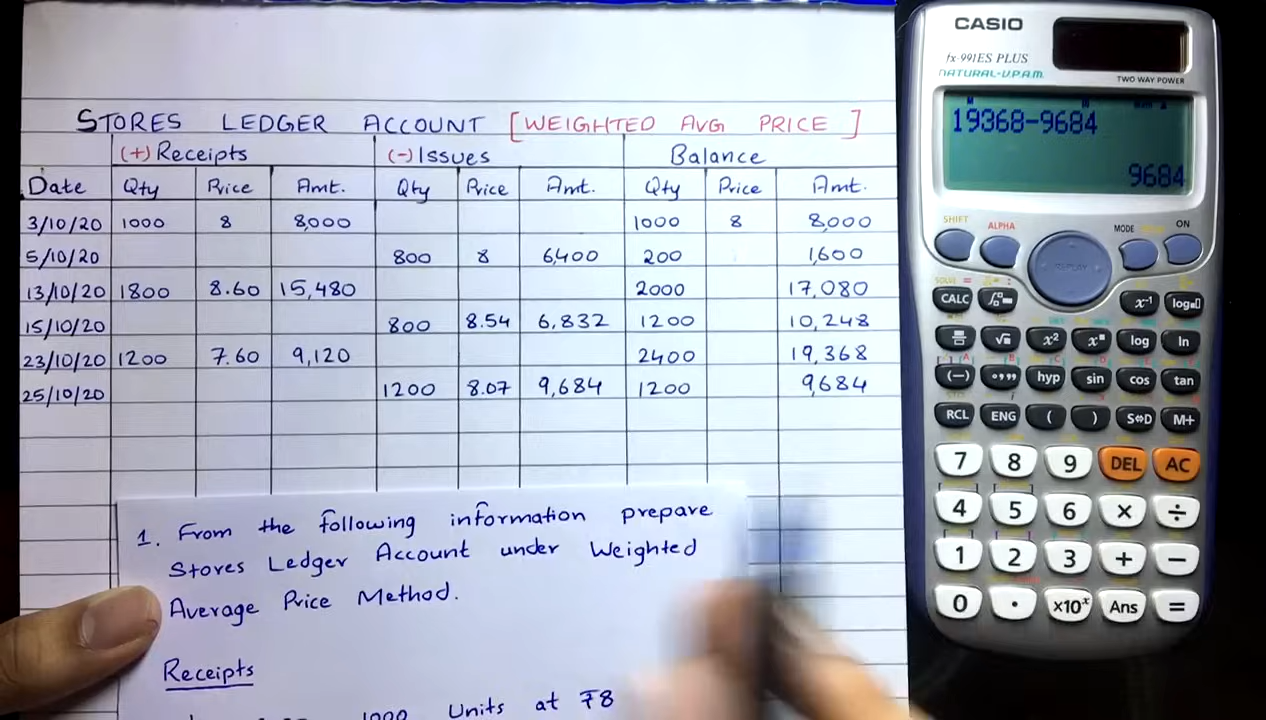 STORES LEDGER ACCOUNT [WEIGHTED AVG PRICE]
(+) Receipts (-) Issues Balance
Date Qty Price Amt. Qty Price Amt. Qty Price Amt.
3/10/20 1000 8 8,000 1000 8 8,000
5/10/20 800 8 6,400 200 1,600
13/10/20 1800 8.60 15,480 2000 17,080
15/10/20 800 8.54 6,832 1200 10,248
23/10/20 1200 7.60 9,120 2400 19,368
25/10/20 1200 8.07 9,684 1200 9,684
1. From the following information prepare
Stores Ledger Account under Weighted
Average Price Method.
Receipts
1000 Units at ₹8
CASIO
fx-991ES PLUS
NATURAL-V.P.A.M.
TWO WAY POWER
19368-9684
9684
SHIFT ALPHA MODE ON
REPLAY
CALC x⁻¹ log
x² log ln
(−) hyp sin cos tan
RCL ENG ( ) S⇔D M+
7 8 9 DEL AC
4 5 6 × ÷
1 2 3 + −
0 . ×10ˣ Ans =